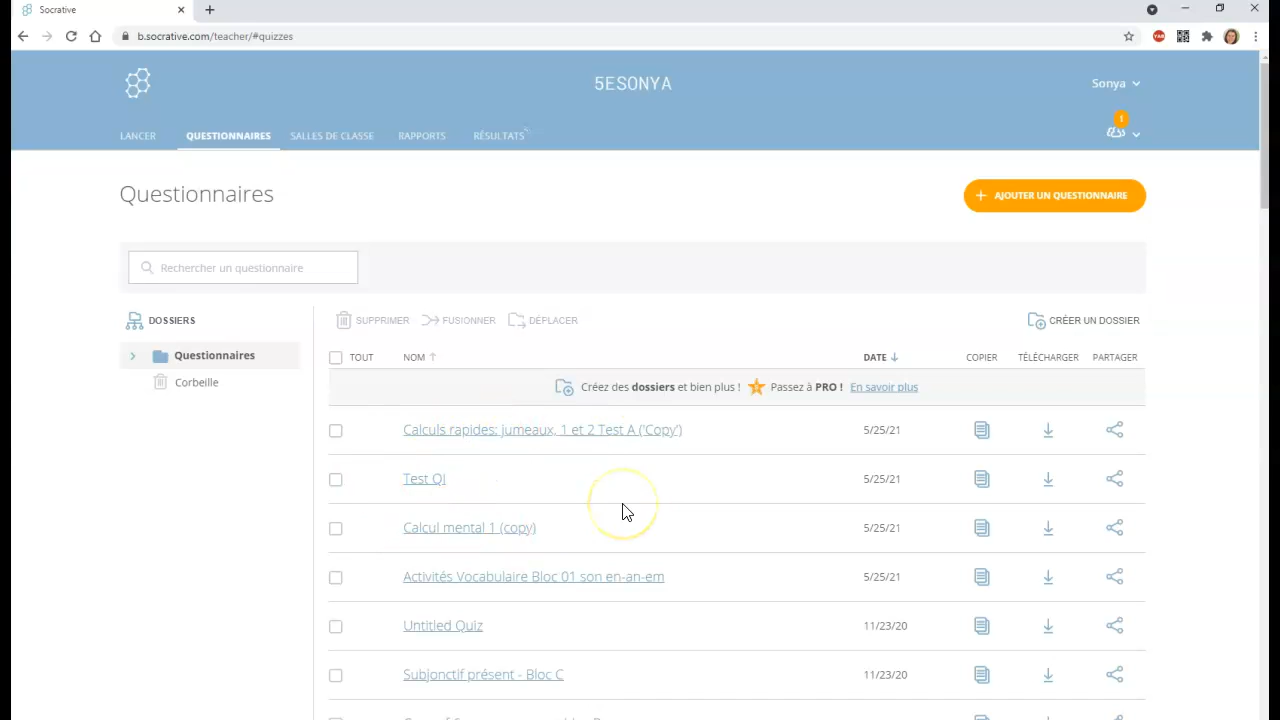 Socrative
b.socrative.com/teacher/#quizzes
5ESONYA
Sonya
1
LANCER QUESTIONNAIRES SALLES DE CLASSE RAPPORTS RÉSULTATS
Questionnaires
AJOUTER UN QUESTIONNAIRE
Rechercher un questionnaire
DOSSIERS
SUPPRIMER FUSIONNER DÉPLACER CRÉER UN DOSSIER
Questionnaires
Corbeille
TOUT NOM DATE COPIER TÉLÉCHARGER PARTAGER
Créez des dossiers et bien plus ! Passez à PRO ! En savoir plus
Calculs rapides: jumeaux, 1 et 2 Test A ('Copy') 5/25/21
Test QI 5/25/21
Calcul mental 1 (copy) 5/25/21
Activités Vocabulaire Bloc 01 son en-an-em 5/25/21
Untitled Quiz 11/23/20
Subjonctif présent - Bloc C 11/23/20